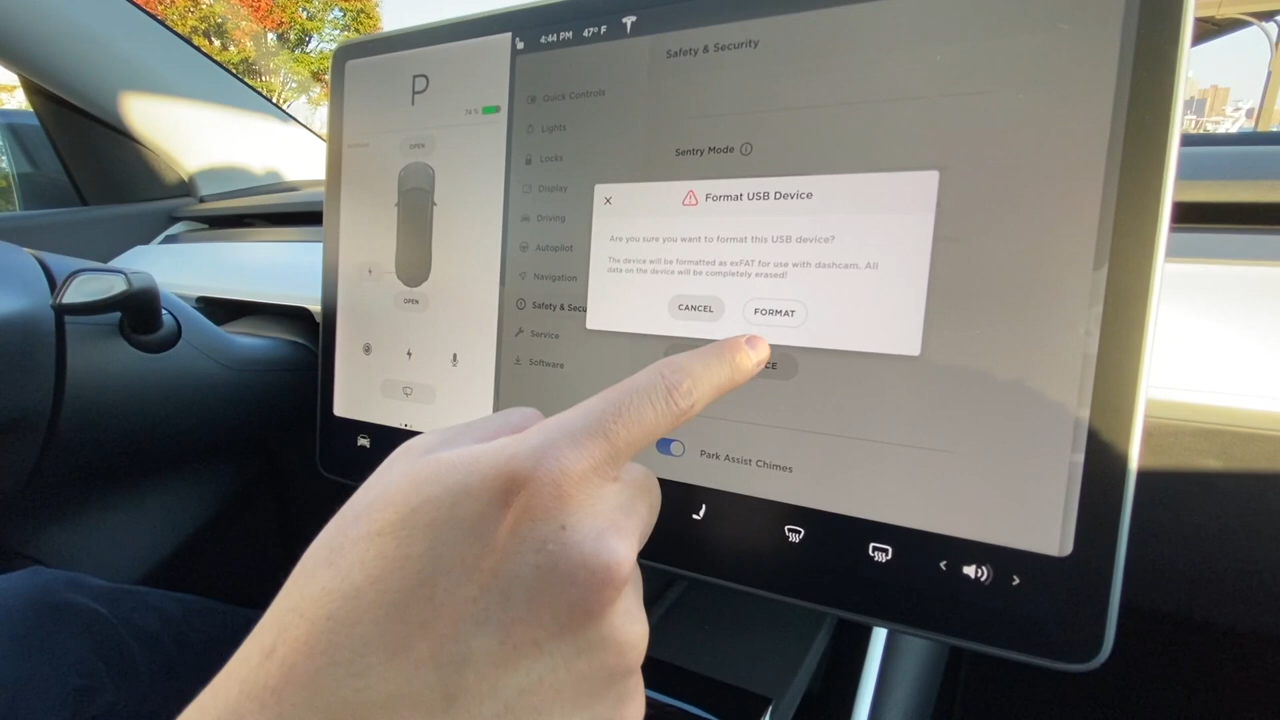 4:44 PM 47° F
P
74 %
OPEN
OPEN
Safety & Security
Quick Controls
Lights
Locks
Display
Driving
Autopilot
Navigation
Safety & Secu
Service
Software
Sentry Mode
Format USB Device
Are you sure you want to format this USB device?
The device will be formatted as exFAT for use with dashcam. All
data on the device will be completely erased!
CANCEL
FORMAT
CE
Park Assist Chimes